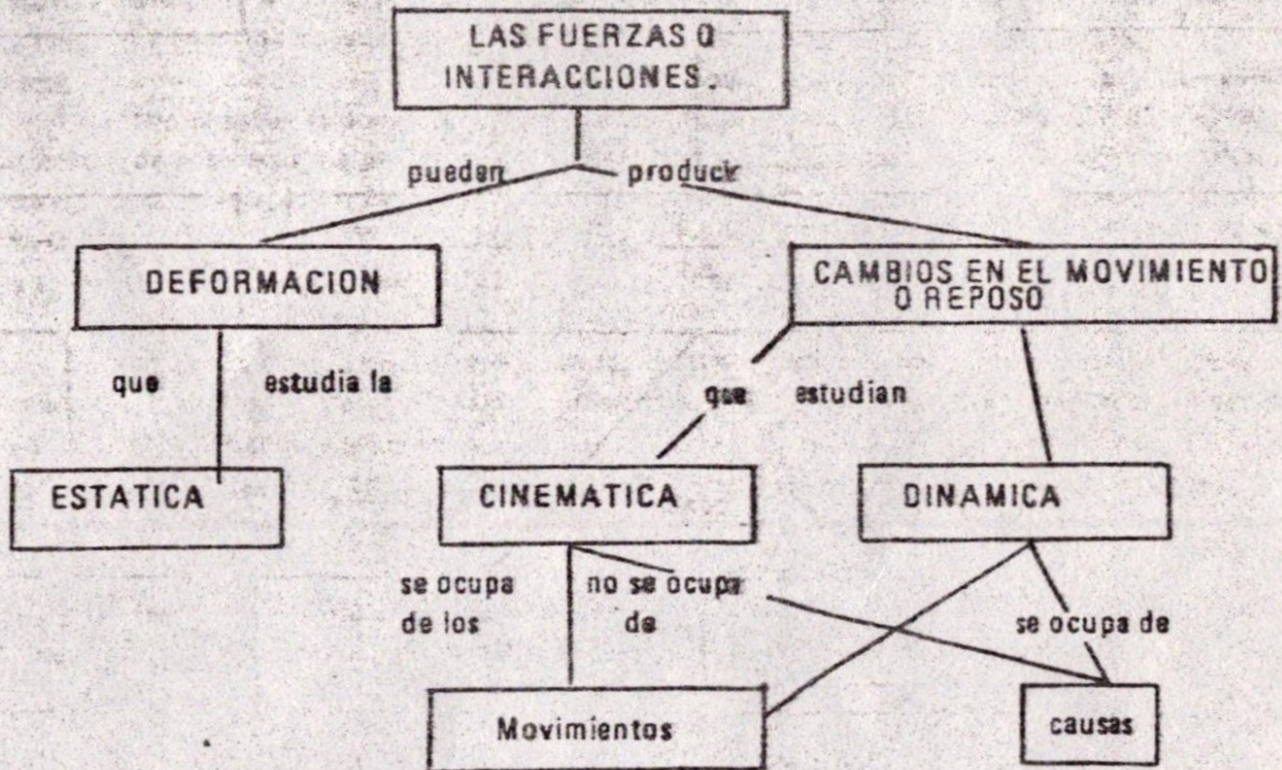 LAS FUERZAS O
INTERACCIONES.
pueden producir
DEFORMACION
CAMBIOS EN EL MOVIMIENTO
O REPOSO
que estudia la
que estudian
ESTATICA
CINEMATICA
DINAMICA
se ocupa
de los
no se ocupa
de
se ocupa de
Movimientos
causas